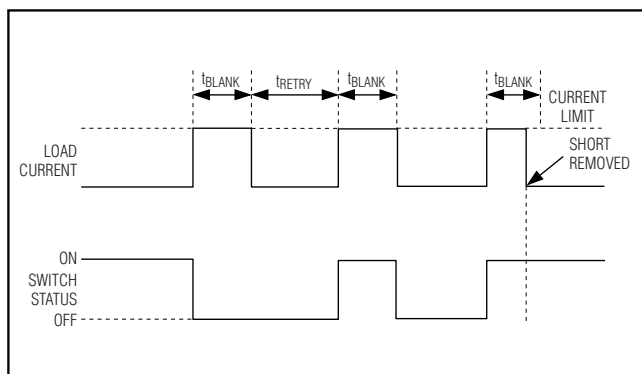 tBLANK tRETRY tBLANK tBLANK
CURRENT
LIMIT
LOAD
CURRENT
SHORT
REMOVED
ON
SWITCH
STATUS
OFF